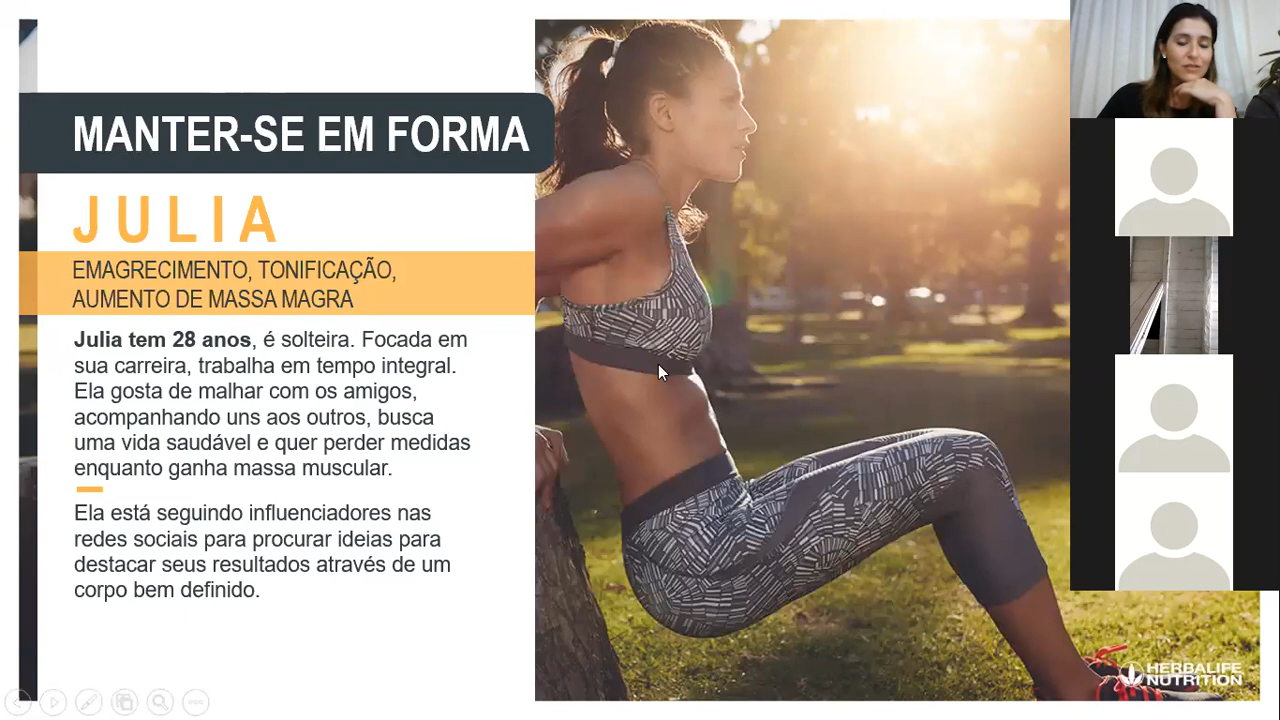 MANTER-SE EM FORMA
JULIA
EMAGRECIMENTO, TONIFICAÇÃO,
AUMENTO DE MASSA MAGRA
Julia tem 28 anos, é solteira. Focada em
sua carreira, trabalha em tempo integral.
Ela gosta de malhar com os amigos,
acompanhando uns aos outros, busca
uma vida saudável e quer perder medidas
enquanto ganha massa muscular.
Ela está seguindo influenciadores nas
redes sociais para procurar ideias para
destacar seus resultados através de um
corpo bem definido.
HERBALIFE
NUTRITION